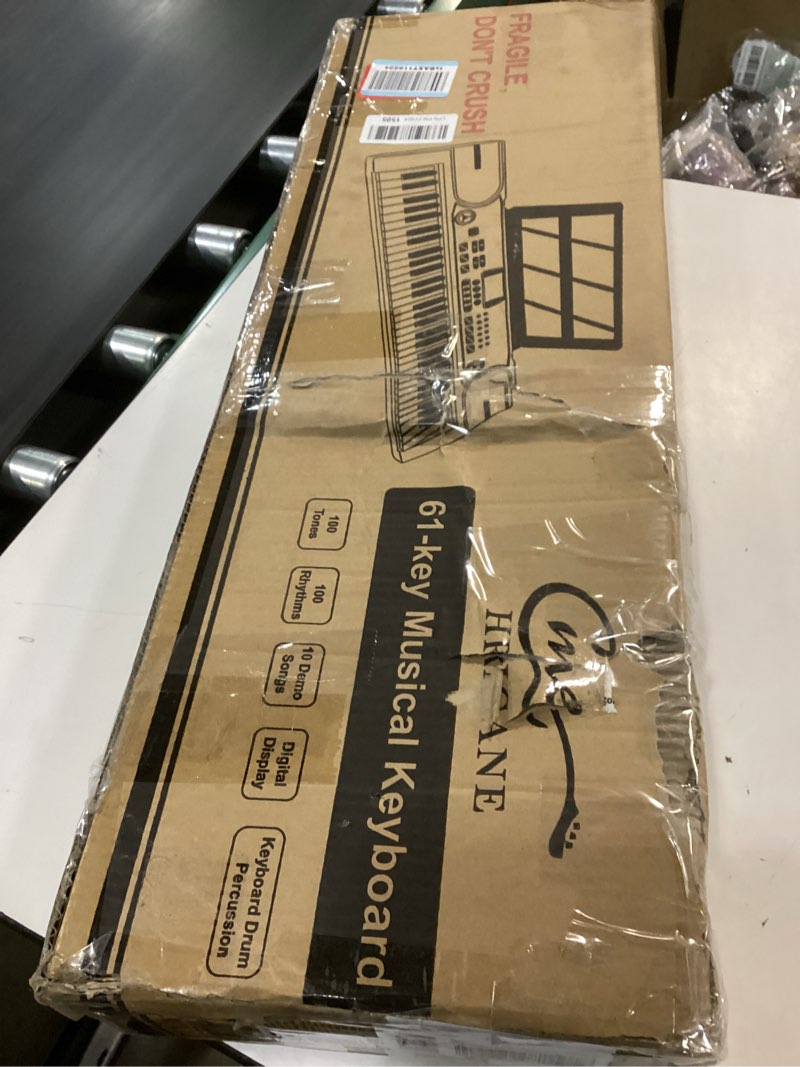 FRAGILE,
DON'T CRUSH
1505
61-key Musical Keyboard
100
Tones
100
Rhythms
10 Demo
Songs
Digital
Display
Keyboard Drum
Percussion